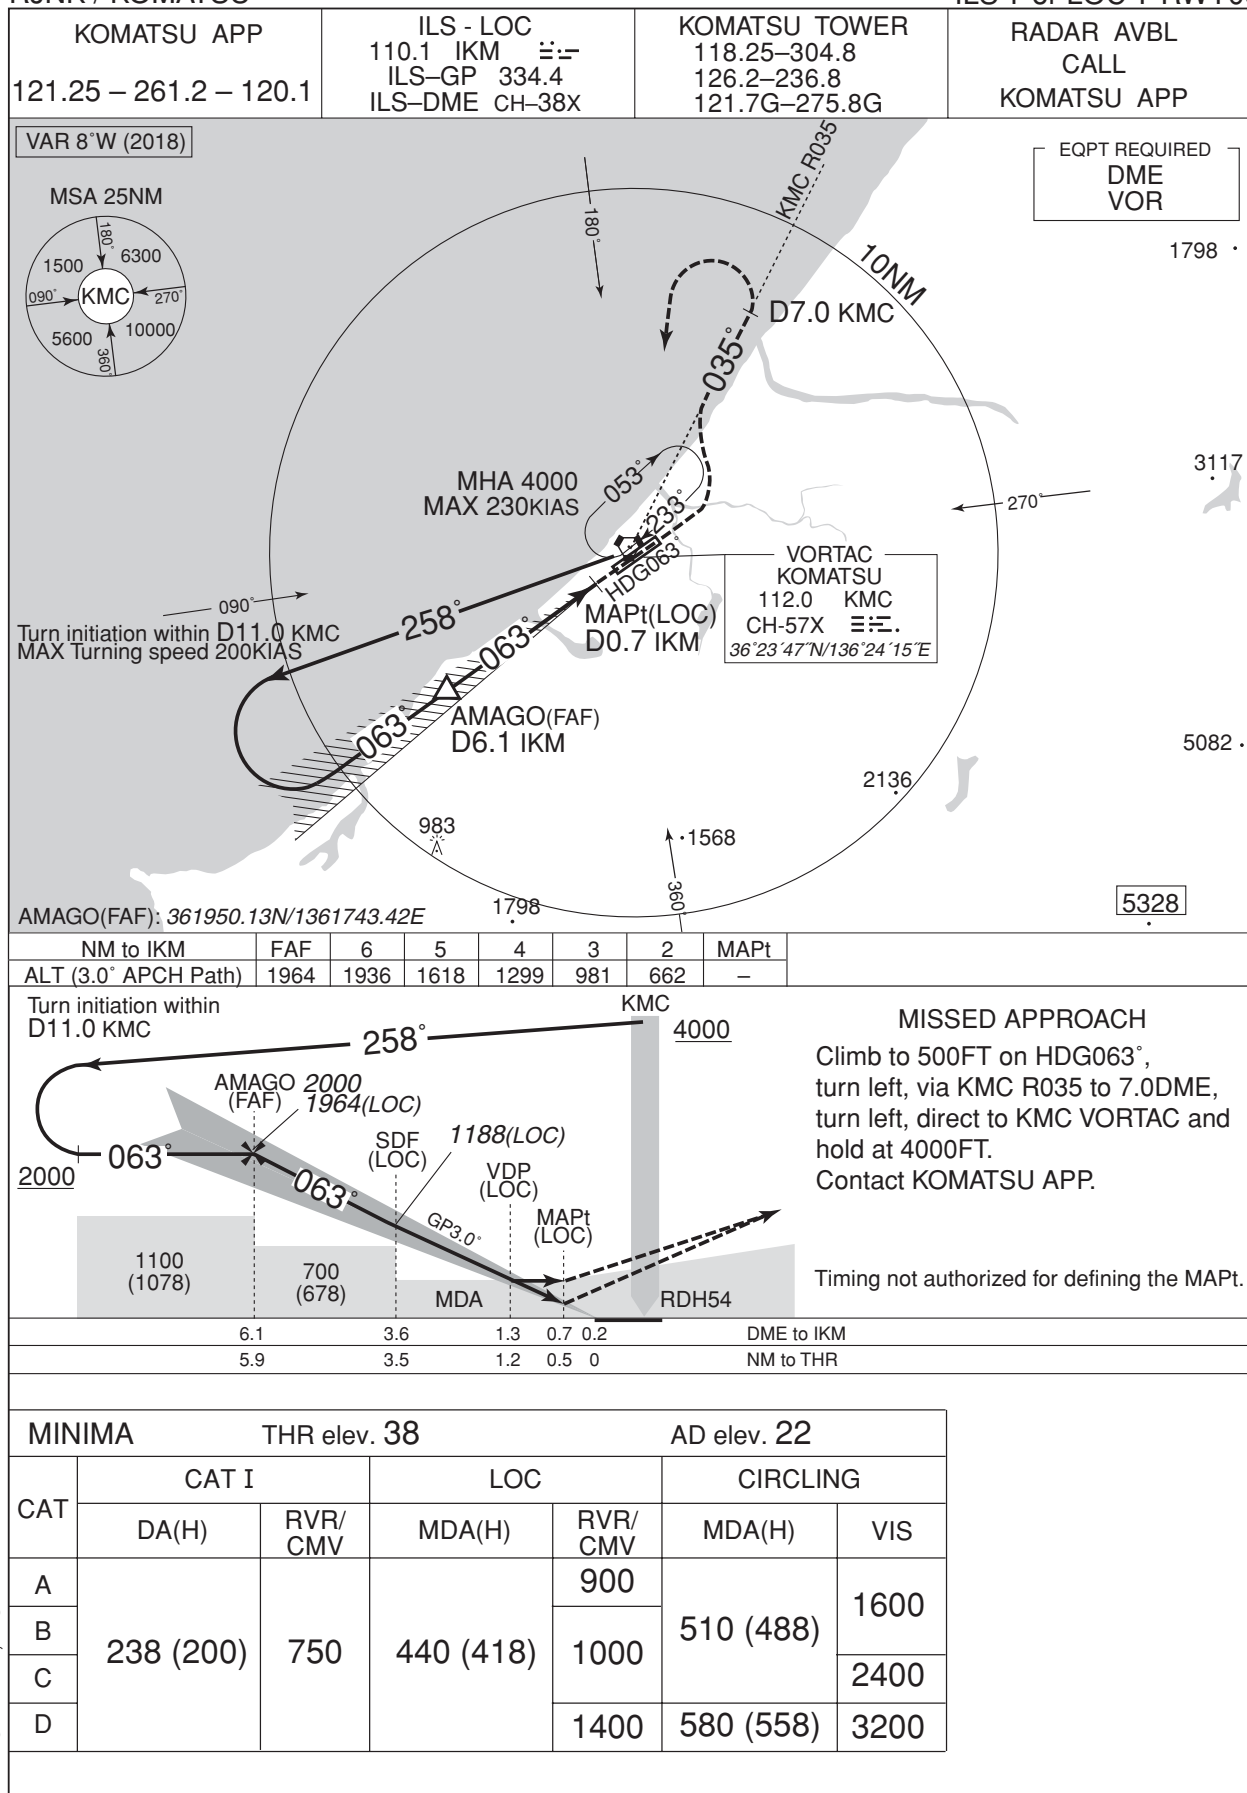 KOMATSU APP
121.25 – 261.2 – 120.1
ILS - LOC
110.1 IKM
ILS–GP 334.4
ILS–DME CH–38X
KOMATSU TOWER
118.25–304.8
126.2–236.8
121.7G–275.8G
RADAR AVBL
CALL
KOMATSU APP
VAR 8°W (2018)
MSA 25NM
180°
1500
6300
090°
KMC
270°
5600
10000
360°
EQPT REQUIRED
DME
VOR
KMC R035
180°
10NM
1798
D7.0 KMC
035°
3117
MHA 4000
MAX 230KIAS
053°
233°
270°
HDG063°
VORTAC
KOMATSU
112.0 KMC
CH-57X
36°23´47˝N/136°24´15˝E
090°
258°
Turn initiation within D11.0 KMC
MAX Turning speed 200KIAS
MAPt(LOC)
D0.7 IKM
063°
AMAGO(FAF)
D6.1 IKM
063°
5082
2136
983
1568
360°
1798
5328
AMAGO(FAF): 361950.13N/1361743.42E
NM to IKM FAF 6 5 4 3 2 MAPt
ALT (3.0° APCH Path) 1964 1936 1618 1299 981 662 –
Turn initiation within
D11.0 KMC
258°
KMC
4000
AMAGO
(FAF)
2000
1964(LOC)
SDF
(LOC)
1188(LOC)
VDP
(LOC)
MAPt
(LOC)
2000
063°
063°
GP3.0°
1100
(1078)
700
(678)
MDA
RDH54
MISSED APPROACH
Climb to 500FT on HDG063°,
turn left, via KMC R035 to 7.0DME,
turn left, direct to KMC VORTAC and
hold at 4000FT.
Contact KOMATSU APP.
Timing not authorized for defining the MAPt.
6.1 3.6 1.3 0.7 0.2 DME to IKM
5.9 3.5 1.2 0.5 0 NM to THR
MINIMA THR elev. 38 AD elev. 22
CAT
CAT I LOC CIRCLING
DA(H) RVR/CMV MDA(H) RVR/CMV MDA(H) VIS
A
B
C
D
238 (200)
750
440 (418)
900
1000
1400
510 (488)
580 (558)
1600
2400
3200